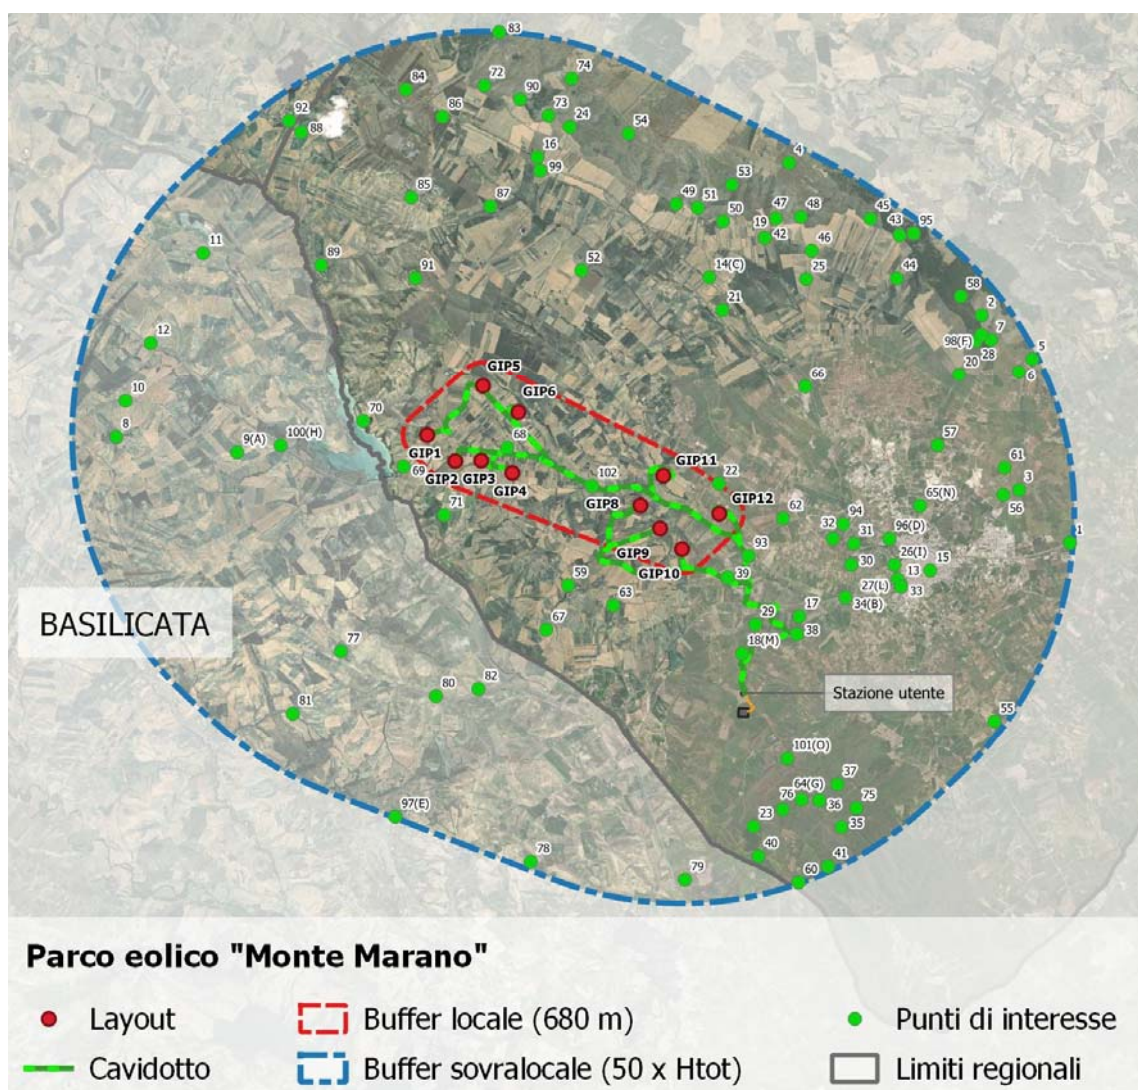 83
84
72
74
90
86
73
24
92
88
54
16
99
4
53
85
87
49
51
50
47
48
19
42
45
43
95
46
11
89
91
52
14(C)
25
44
21
58
2
7
98(F)
28
5
20
6
12
10
8
9(A)
100(H)
70
GIP5
GIP6
66
57
GIP1
68
GIP2
GIP3
GIP4
69
71
102
GIP11
22
GIP8
GIP12
GIP9
GIP10
62
61
3
56
65(N)
94
32
31
96(D)
1
93
30
26(I)
15
13
27(L)
33
39
59
63
34(B)
BASILICATA
67
29
17
38
18(M)
77
82
80
81
Stazione utente
55
101(O)
37
64(G)
76
36
75
97(E)
23
35
40
41
78
79
60
Parco eolico "Monte Marano"
Layout
Buffer locale (680 m)
Punti di interesse
Cavidotto
Buffer sovralocale (50 x Htot)
Limiti regionali